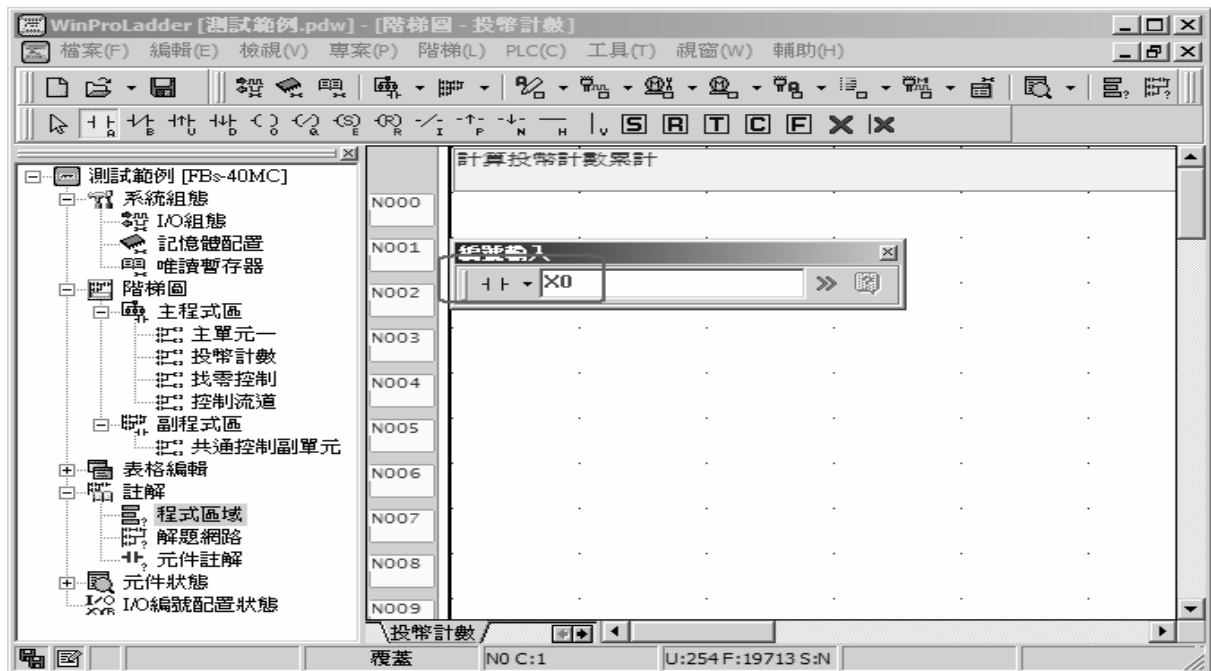 WinProLadder [測試範例.pdw] - [階梯圖 - 投幣計數]
檔案(F) 編輯(E) 檢視(V) 專案(P) 階梯(L) PLC(C) 工具(T) 視窗(W) 輔助(H)
A B U D Q E R I P N H V S R T C F
計算投幣計數累計
測試範例 [FBs-40MC]
系統組態
I/O組態
記憶體配置
唯讀暫存器
階梯圖
主程式區
主單元一
投幣計數
找零控制
控制流道
副程式區
共通控制副單元
表格編輯
註解
程式區域
解題網路
元件註解
元件狀態
I/O編號配置狀態
N000
N001
N002
N003
N004
N005
N006
N007
N008
N009
編號輸入
X0
投幣計數
覆蓋 N0 C:1 U:254 F:19713 S:N